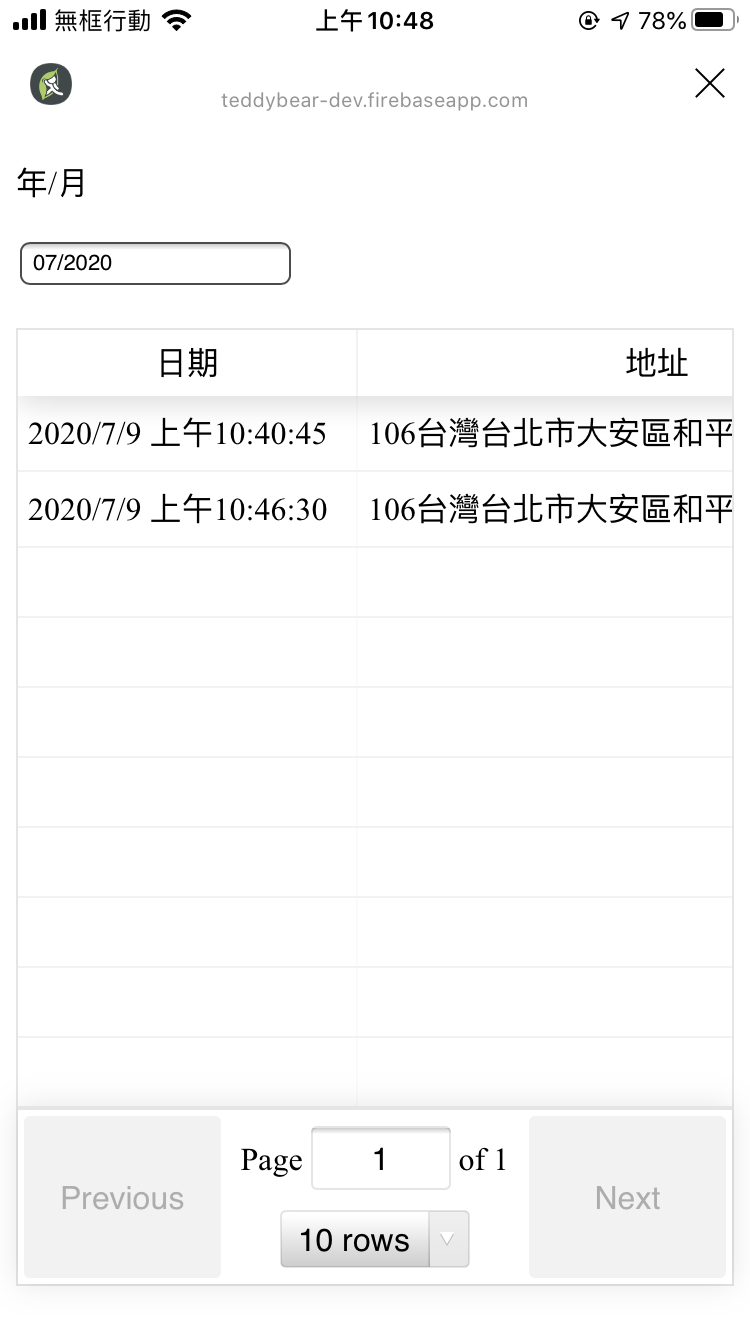 無框行動 上午10:48 78%
teddybear-dev.firebaseapp.com
年/月
07/2020
日期 地址
2020/7/9 上午10:40:45 106台灣台北市大安區和平
2020/7/9 上午10:46:30 106台灣台北市大安區和平
Previous Page 1 of 1 Next
10 rows